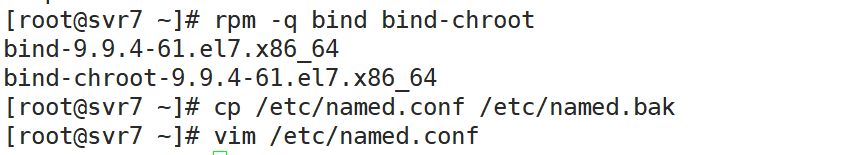 [root@svr7 ~]# rpm -q bind bind-chroot
bind-9.9.4-61.el7.x86_64
bind-chroot-9.9.4-61.el7.x86_64
[root@svr7 ~]# cp /etc/named.conf /etc/named.bak
[root@svr7 ~]# vim /etc/named.conf